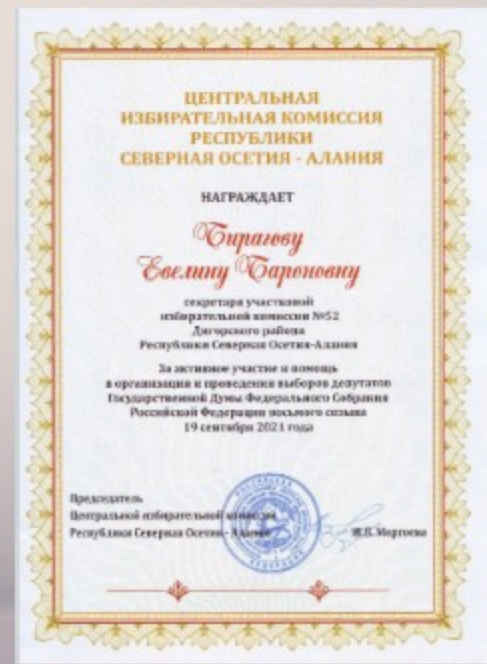 ЦЕНТРАЛЬНАЯ
ИЗБИРАТЕЛЬНАЯ КОМИССИЯ
РЕСПУБЛИКИ
СЕВЕРНАЯ ОСЕТИЯ - АЛАНИЯ
НАГРАЖДАЕТ
Бирагову
Евелину Бароновну
секретаря участковой
избирательной комиссии №52
Дигорского района
Республики Северная Осетия-Алания
За активное участие и помощь
в организации и проведении выборов депутатов
Государственной Думы Федерального Собрания
Российской Федерации восьмого созыва
19 сентября 2021 года
Председатель
Центральной избирательной комиссии
Республики Северная Осетия - Алания
Ж.Б. Моргоева